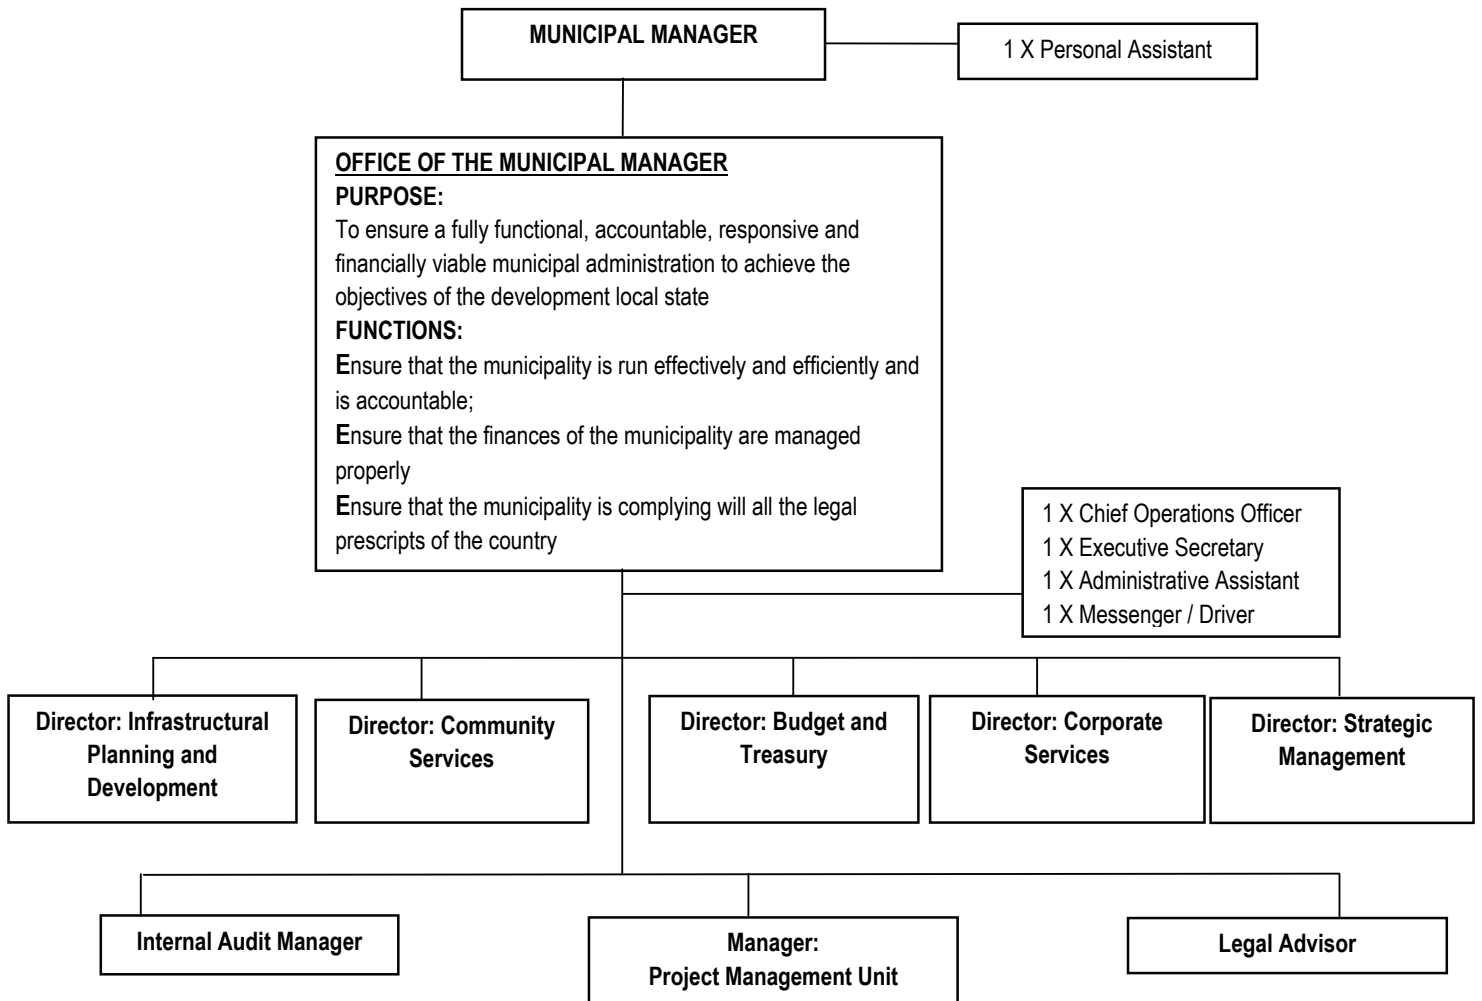 MUNICIPAL MANAGER
1 X Personal Assistant
OFFICE OF THE MUNICIPAL MANAGER
PURPOSE:
To ensure a fully functional, accountable, responsive and
financially viable municipal administration to achieve the
objectives of the development local state
FUNCTIONS:
Ensure that the municipality is run effectively and efficiently and
is accountable;
Ensure that the finances of the municipality are managed
properly
Ensure that the municipality is complying will all the legal
prescripts of the country
1 X Chief Operations Officer
1 X Executive Secretary
1 X Administrative Assistant
1 X Messenger / Driver
Director: Infrastructural
Planning and
Development
Director: Community
Services
Director: Budget and
Treasury
Director: Corporate
Services
Director: Strategic
Management
Internal Audit Manager
Manager:
Project Management Unit
Legal Advisor